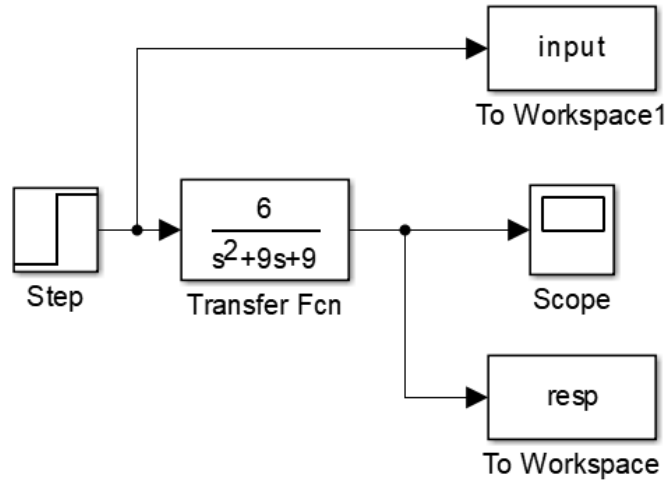 input
To Workspace1
6
s²+9s+9
Step
Transfer Fcn
Scope
resp
To Workspace